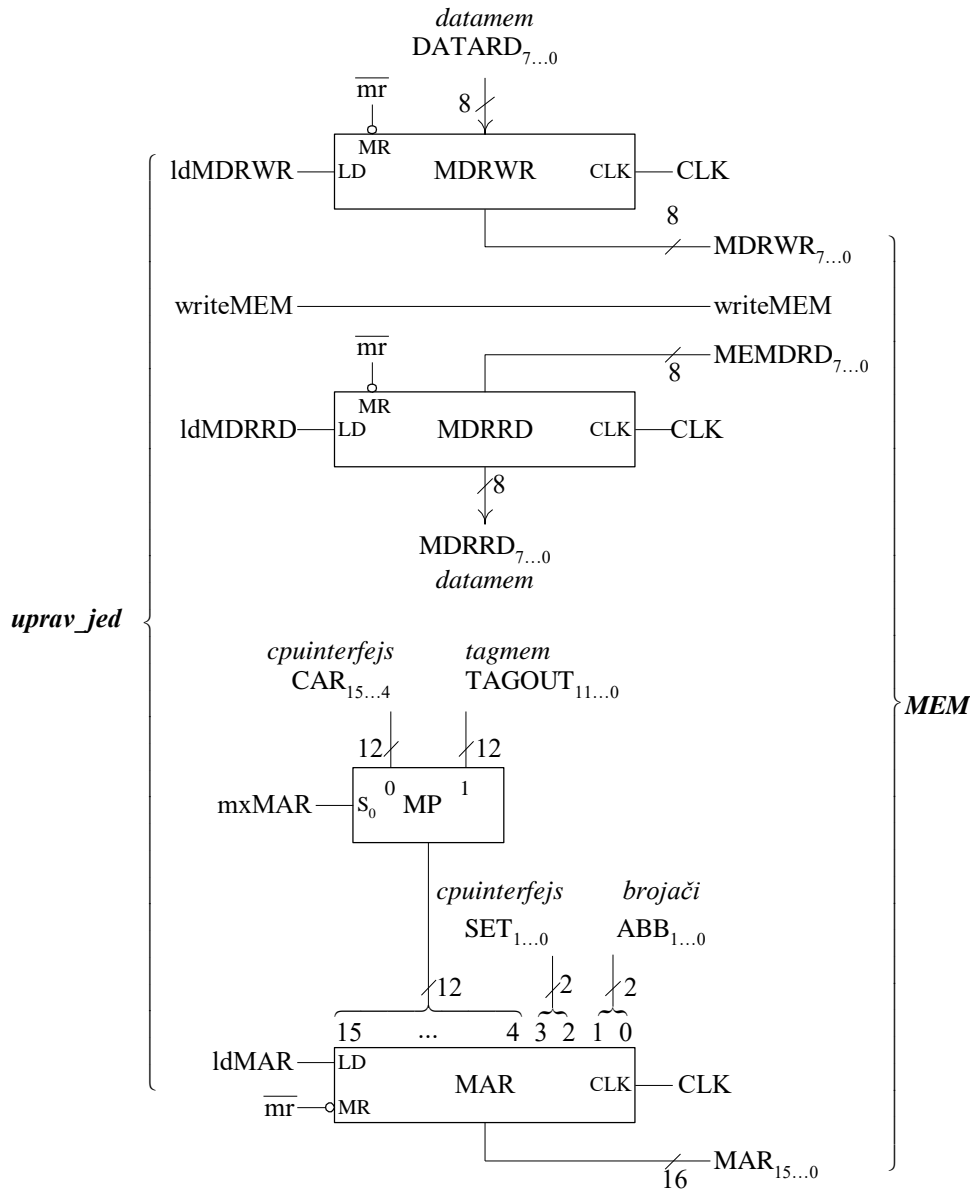 datamem
DATARD7...0
mr
8
MR
ldMDRWR LD MDRWR CLK CLK
8
MDRWR7...0
writeMEM writeMEM
mr
MEMDRD7...0
8
MR
ldMDRRD LD MDRRD CLK CLK
8
MDRRD7...0
datamem
uprav_jed
cpuinterfejs tagmem
CAR15...4 TAGOUT11...0
MEM
12 12
0 1
mxMAR S0 MP
cpuinterfejs brojači
SET1...0 ABB1...0
12 2 2
15 ... 4 3 2 1 0
ldMAR LD
MAR CLK CLK
mr MR
MAR15...0
16